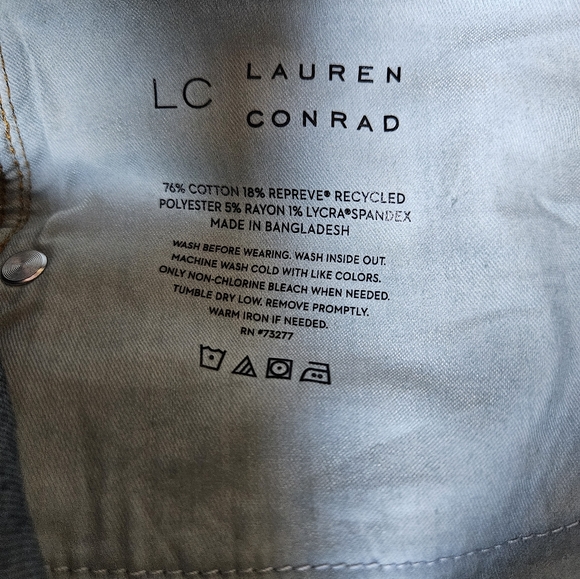 LC LAUREN
CONRAD
76% COTTON 18% REPREVE® RECYCLED
POLYESTER 5% RAYON 1% LYCRA®SPANDEX
MADE IN BANGLADESH
WASH BEFORE WEARING. WASH INSIDE OUT.
MACHINE WASH COLD WITH LIKE COLORS.
ONLY NON-CHLORINE BLEACH WHEN NEEDED.
TUMBLE DRY LOW. REMOVE PROMPTLY.
WARM IRON IF NEEDED.
RN #73277